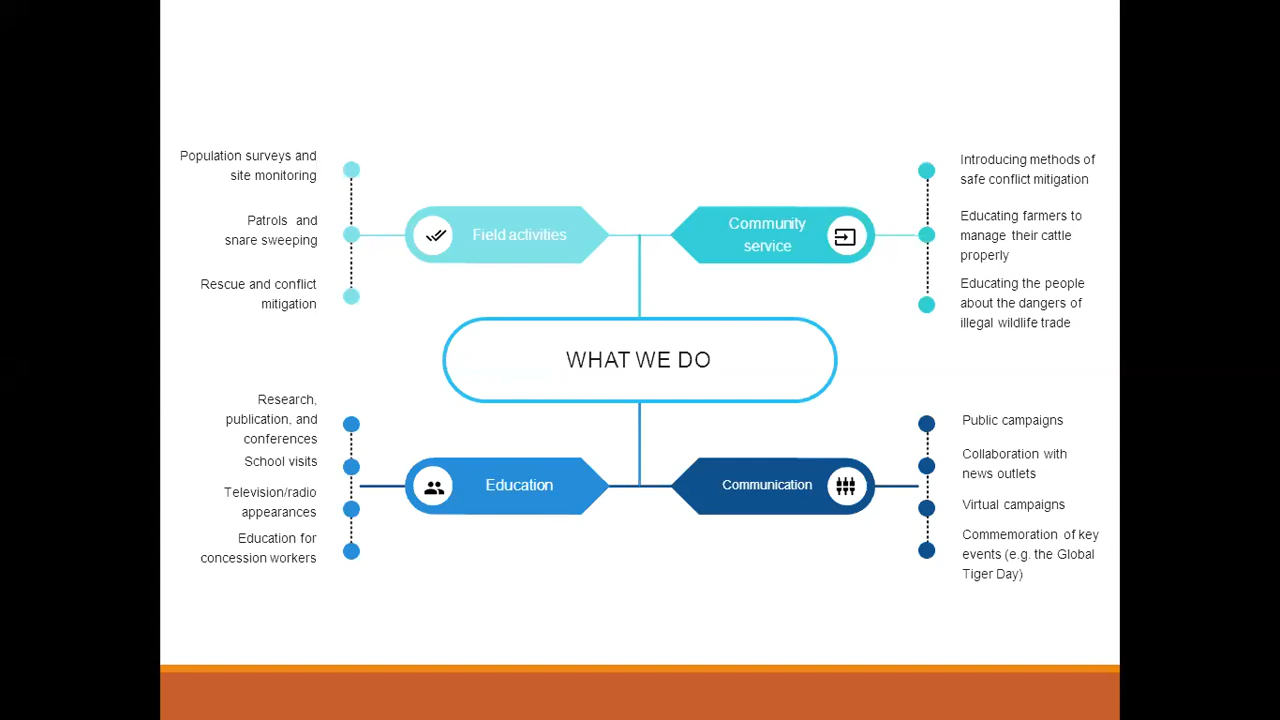 Population surveys and
site monitoring
Patrols and
snare sweeping
Rescue and conflict
mitigation
Field activities
Community
service
Introducing methods of
safe conflict mitigation
Educating farmers to
manage their cattle
properly
Educating the people
about the dangers of
illegal wildlife trade
WHAT WE DO
Research,
publication, and
conferences
School visits
Television/radio
appearances
Education for
concession workers
Education
Communication
Public campaigns
Collaboration with
news outlets
Virtual campaigns
Commemoration of key
events (e.g. the Global
Tiger Day)